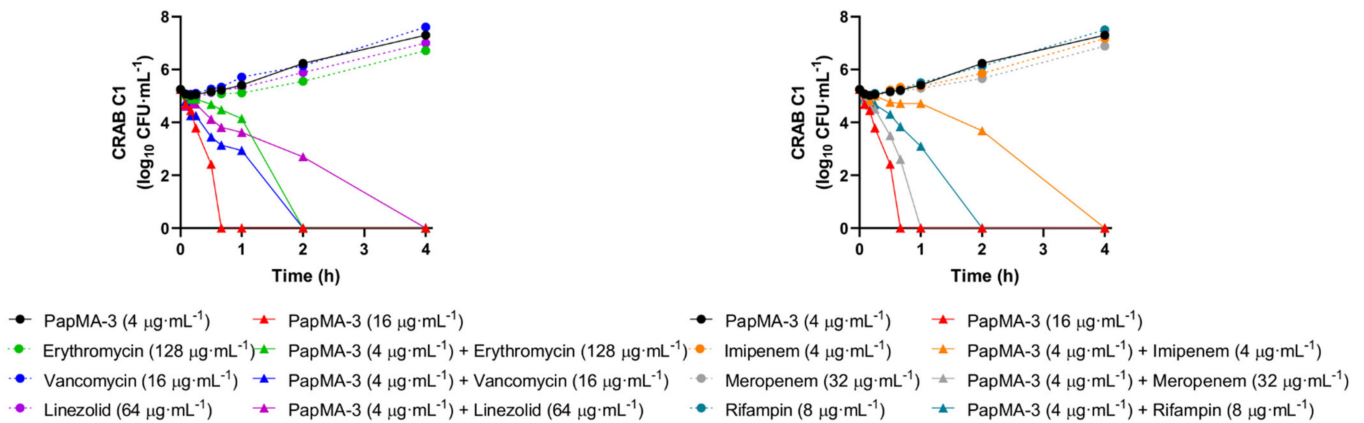 8
6
4
2
0
CRAB C1
(log₁₀ CFU·mL⁻¹)
0 1 2 3 4
Time (h)
8
6
4
2
0
CRAB C1
(log₁₀ CFU·mL⁻¹)
0 1 2 3 4
Time (h)
PapMA-3 (4 μg·mL⁻¹)
Erythromycin (128 μg·mL⁻¹)
Vancomycin (16 μg·mL⁻¹)
Linezolid (64 μg·mL⁻¹)
PapMA-3 (16 μg·mL⁻¹)
PapMA-3 (4 μg·mL⁻¹) + Erythromycin (128 μg·mL⁻¹)
PapMA-3 (4 μg·mL⁻¹) + Vancomycin (16 μg·mL⁻¹)
PapMA-3 (4 μg·mL⁻¹) + Linezolid (64 μg·mL⁻¹)
PapMA-3 (4 μg·mL⁻¹)
Imipenem (4 μg·mL⁻¹)
Meropenem (32 μg·mL⁻¹)
Rifampin (8 μg·mL⁻¹)
PapMA-3 (16 μg·mL⁻¹)
PapMA-3 (4 μg·mL⁻¹) + Imipenem (4 μg·mL⁻¹)
PapMA-3 (4 μg·mL⁻¹) + Meropenem (32 μg·mL⁻¹)
PapMA-3 (4 μg·mL⁻¹) + Rifampin (8 μg·mL⁻¹)